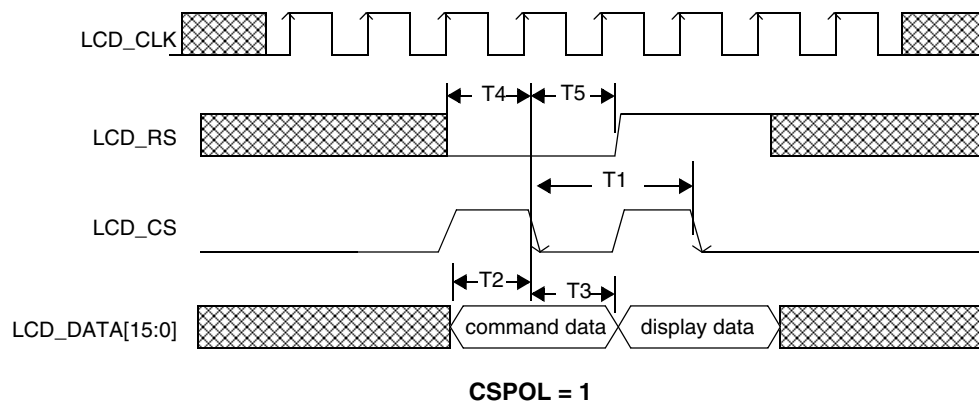 LCD_CLK
T4 T5
LCD_RS
T1
LCD_CS
T2 T3
LCD_DATA[15:0] command data display data
CSPOL = 1